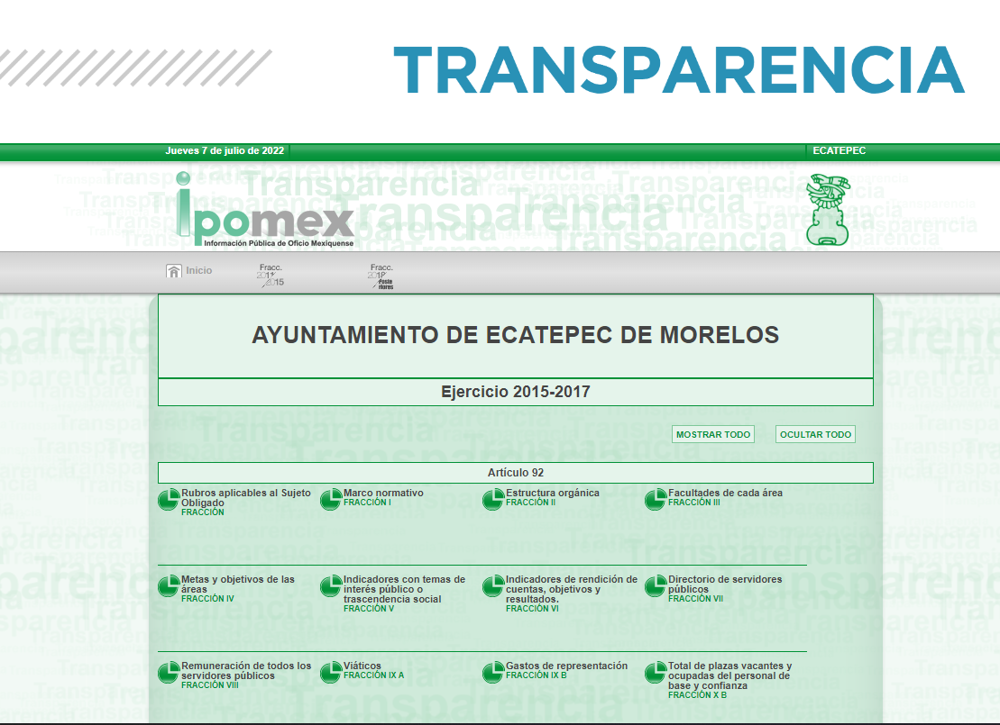 TRANSPARENCIA
Jueves 7 de julio de 2022
ECATEPEC
ipomex
Información Pública de Oficio Mexiquense
Inicio
Fracc.
Fracc.
AYUNTAMIENTO DE ECATEPEC DE MORELOS
Ejercicio 2015-2017
MOSTRAR TODO
OCULTAR TODO
Artículo 92
Rubros aplicables al Sujeto
Obligado
FRACCIÓN
Marco normativo
FRACCIÓN I
Estructura orgánica
FRACCIÓN II
Facultades de cada área
FRACCIÓN III
Metas y objetivos de las
áreas
FRACCIÓN IV
Indicadores con temas de
interés público o
trascendencia social
FRACCIÓN V
Indicadores de rendición de
cuentas, objetivos y
resultados.
FRACCIÓN VI
Directorio de servidores
públicos
FRACCIÓN VII
Remuneración de todos los
servidores públicos
FRACCIÓN VIII
Viáticos
FRACCIÓN IX A
Gastos de representación
FRACCIÓN IX B
Total de plazas vacantes y
ocupadas del personal de
base y confianza
FRACCIÓN X B